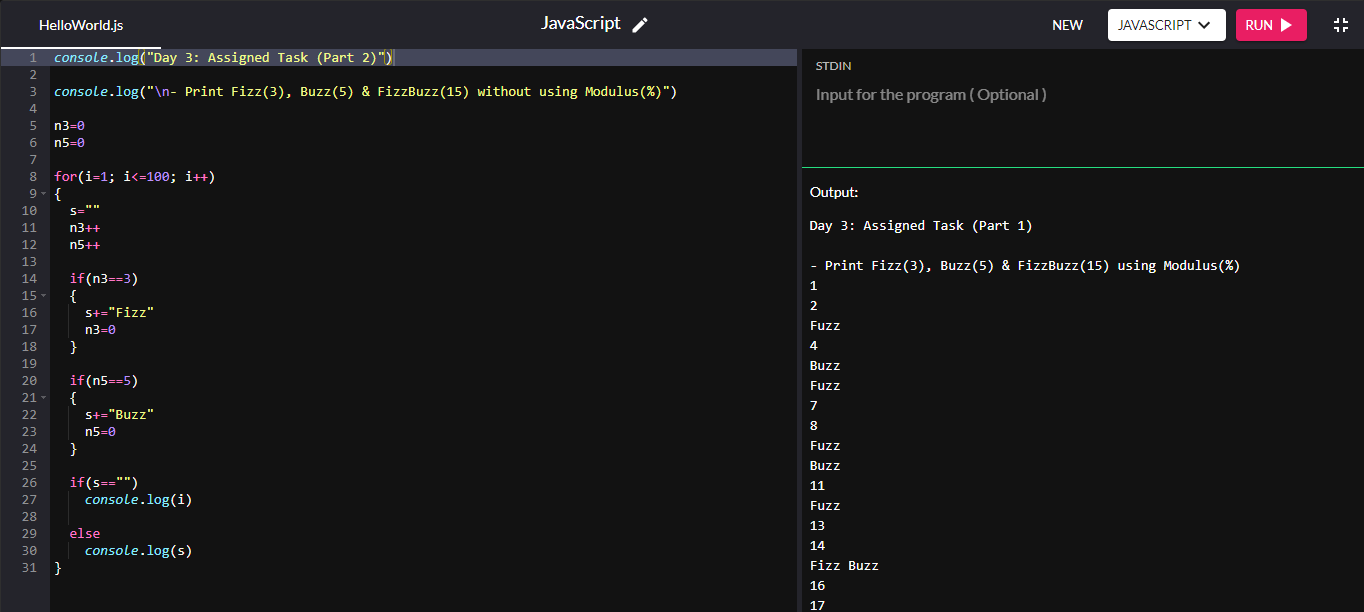 HelloWorld.js
JavaScript
NEW
JAVASCRIPT
RUN
1 console.log("Day 3: Assigned Task (Part 2)")
2
3 console.log("\n- Print Fizz(3), Buzz(5) & FizzBuzz(15) without using Modulus(%)")
4
5 n3=0
6 n5=0
7
8 for(i=1; i<=100; i++)
9 {
10 s=""
11 n3++
12 n5++
13
14 if(n3==3)
15 {
16 s+="Fizz"
17 n3=0
18 }
19
20 if(n5==5)
21 {
22 s+="Buzz"
23 n5=0
24 }
25
26 if(s=="")
27 console.log(i)
28
29 else
30 console.log(s)
31 }
STDIN
Input for the program ( Optional )
Output:
Day 3: Assigned Task (Part 1)
- Print Fizz(3), Buzz(5) & FizzBuzz(15) using Modulus(%)
1
2
Fuzz
4
Buzz
Fuzz
7
8
Fuzz
Buzz
11
Fuzz
13
14
Fizz Buzz
16
17